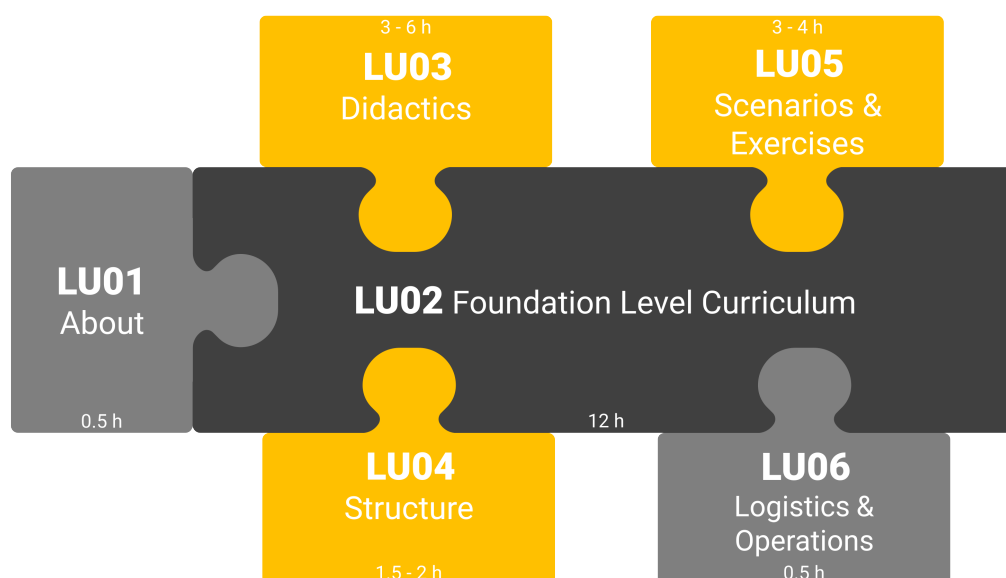 3 - 6 h
LU03
Didactics
3 - 4 h
LU05
Scenarios &
Exercises
LU01
About
0.5 h
LU02 Foundation Level Curriculum
12 h
LU04
Structure
1.5 - 2 h
LU06
Logistics &
Operations
0.5 h